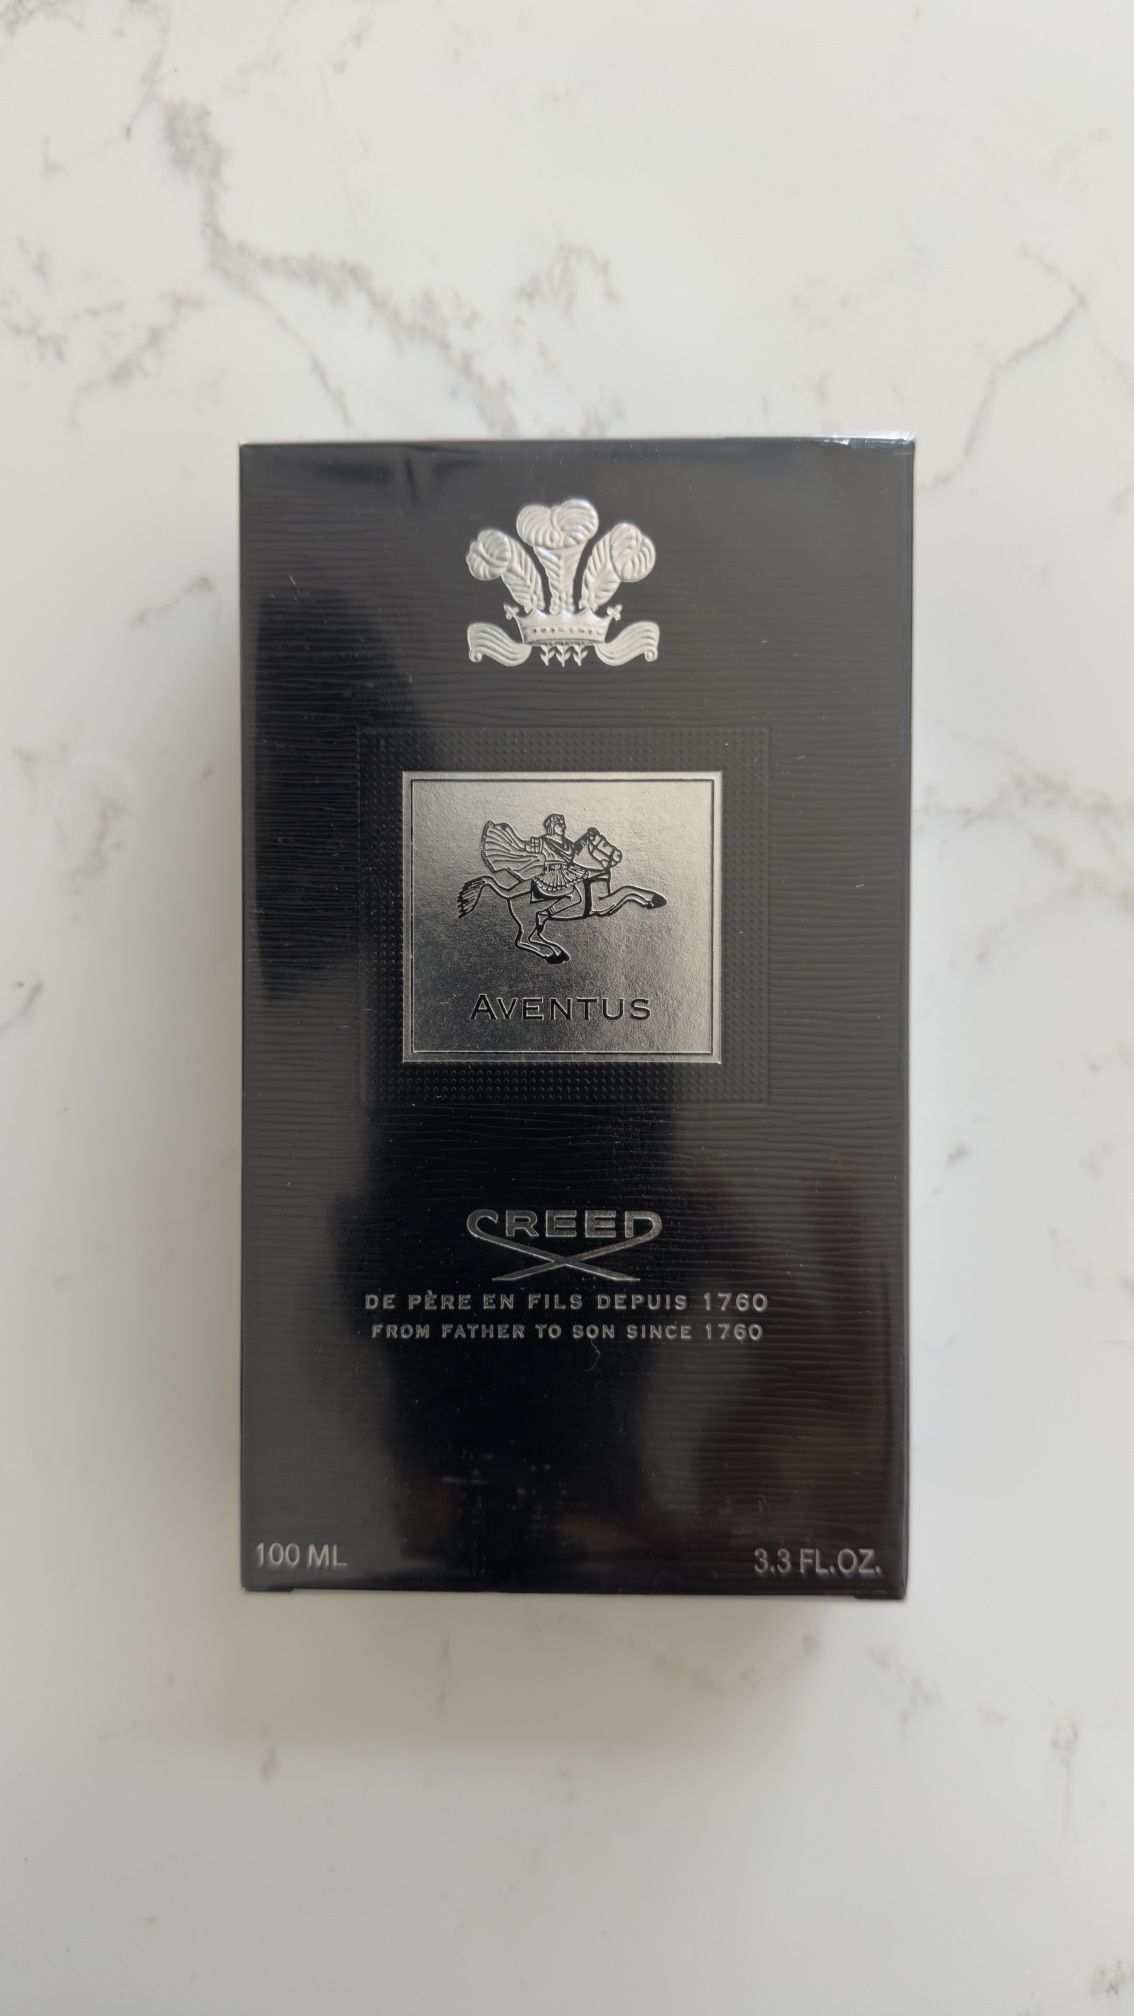 AVENTUS
CREED
DE PÈRE EN FILS DEPUIS 1760
FROM FATHER TO SON SINCE 1760
100 ML
3.3 FL.OZ.